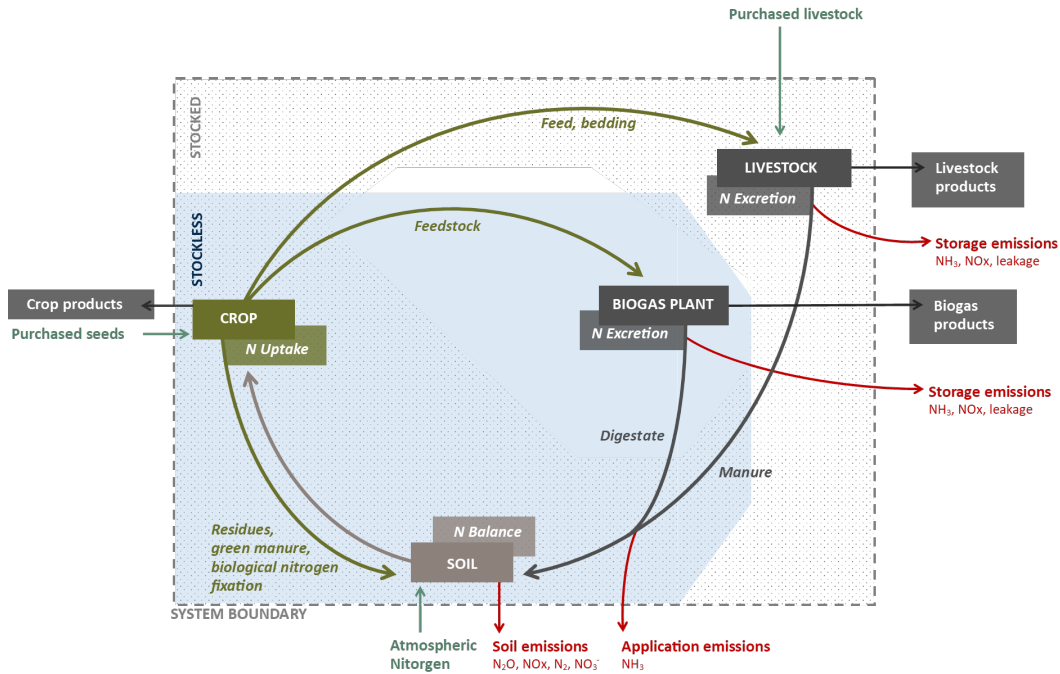 Purchased livestock
STOCKED
Feed, bedding
LIVESTOCK
N Excretion
Livestock
products
Storage emissions
NH₃, NOx, leakage
STOCKLESS
Feedstock
Crop products
Purchased seeds
CROP
N Uptake
BIOGAS PLANT
N Excretion
Biogas
products
Storage emissions
NH₃, NOx, leakage
Digestate
Manure
Residues,
green manure,
biological nitrogen
fixation
N Balance
SOIL
SYSTEM BOUNDARY
Atmospheric
Nitorgen
Soil emissions
N₂O, NOx, N₂, NO₃⁻
Application emissions
NH₃